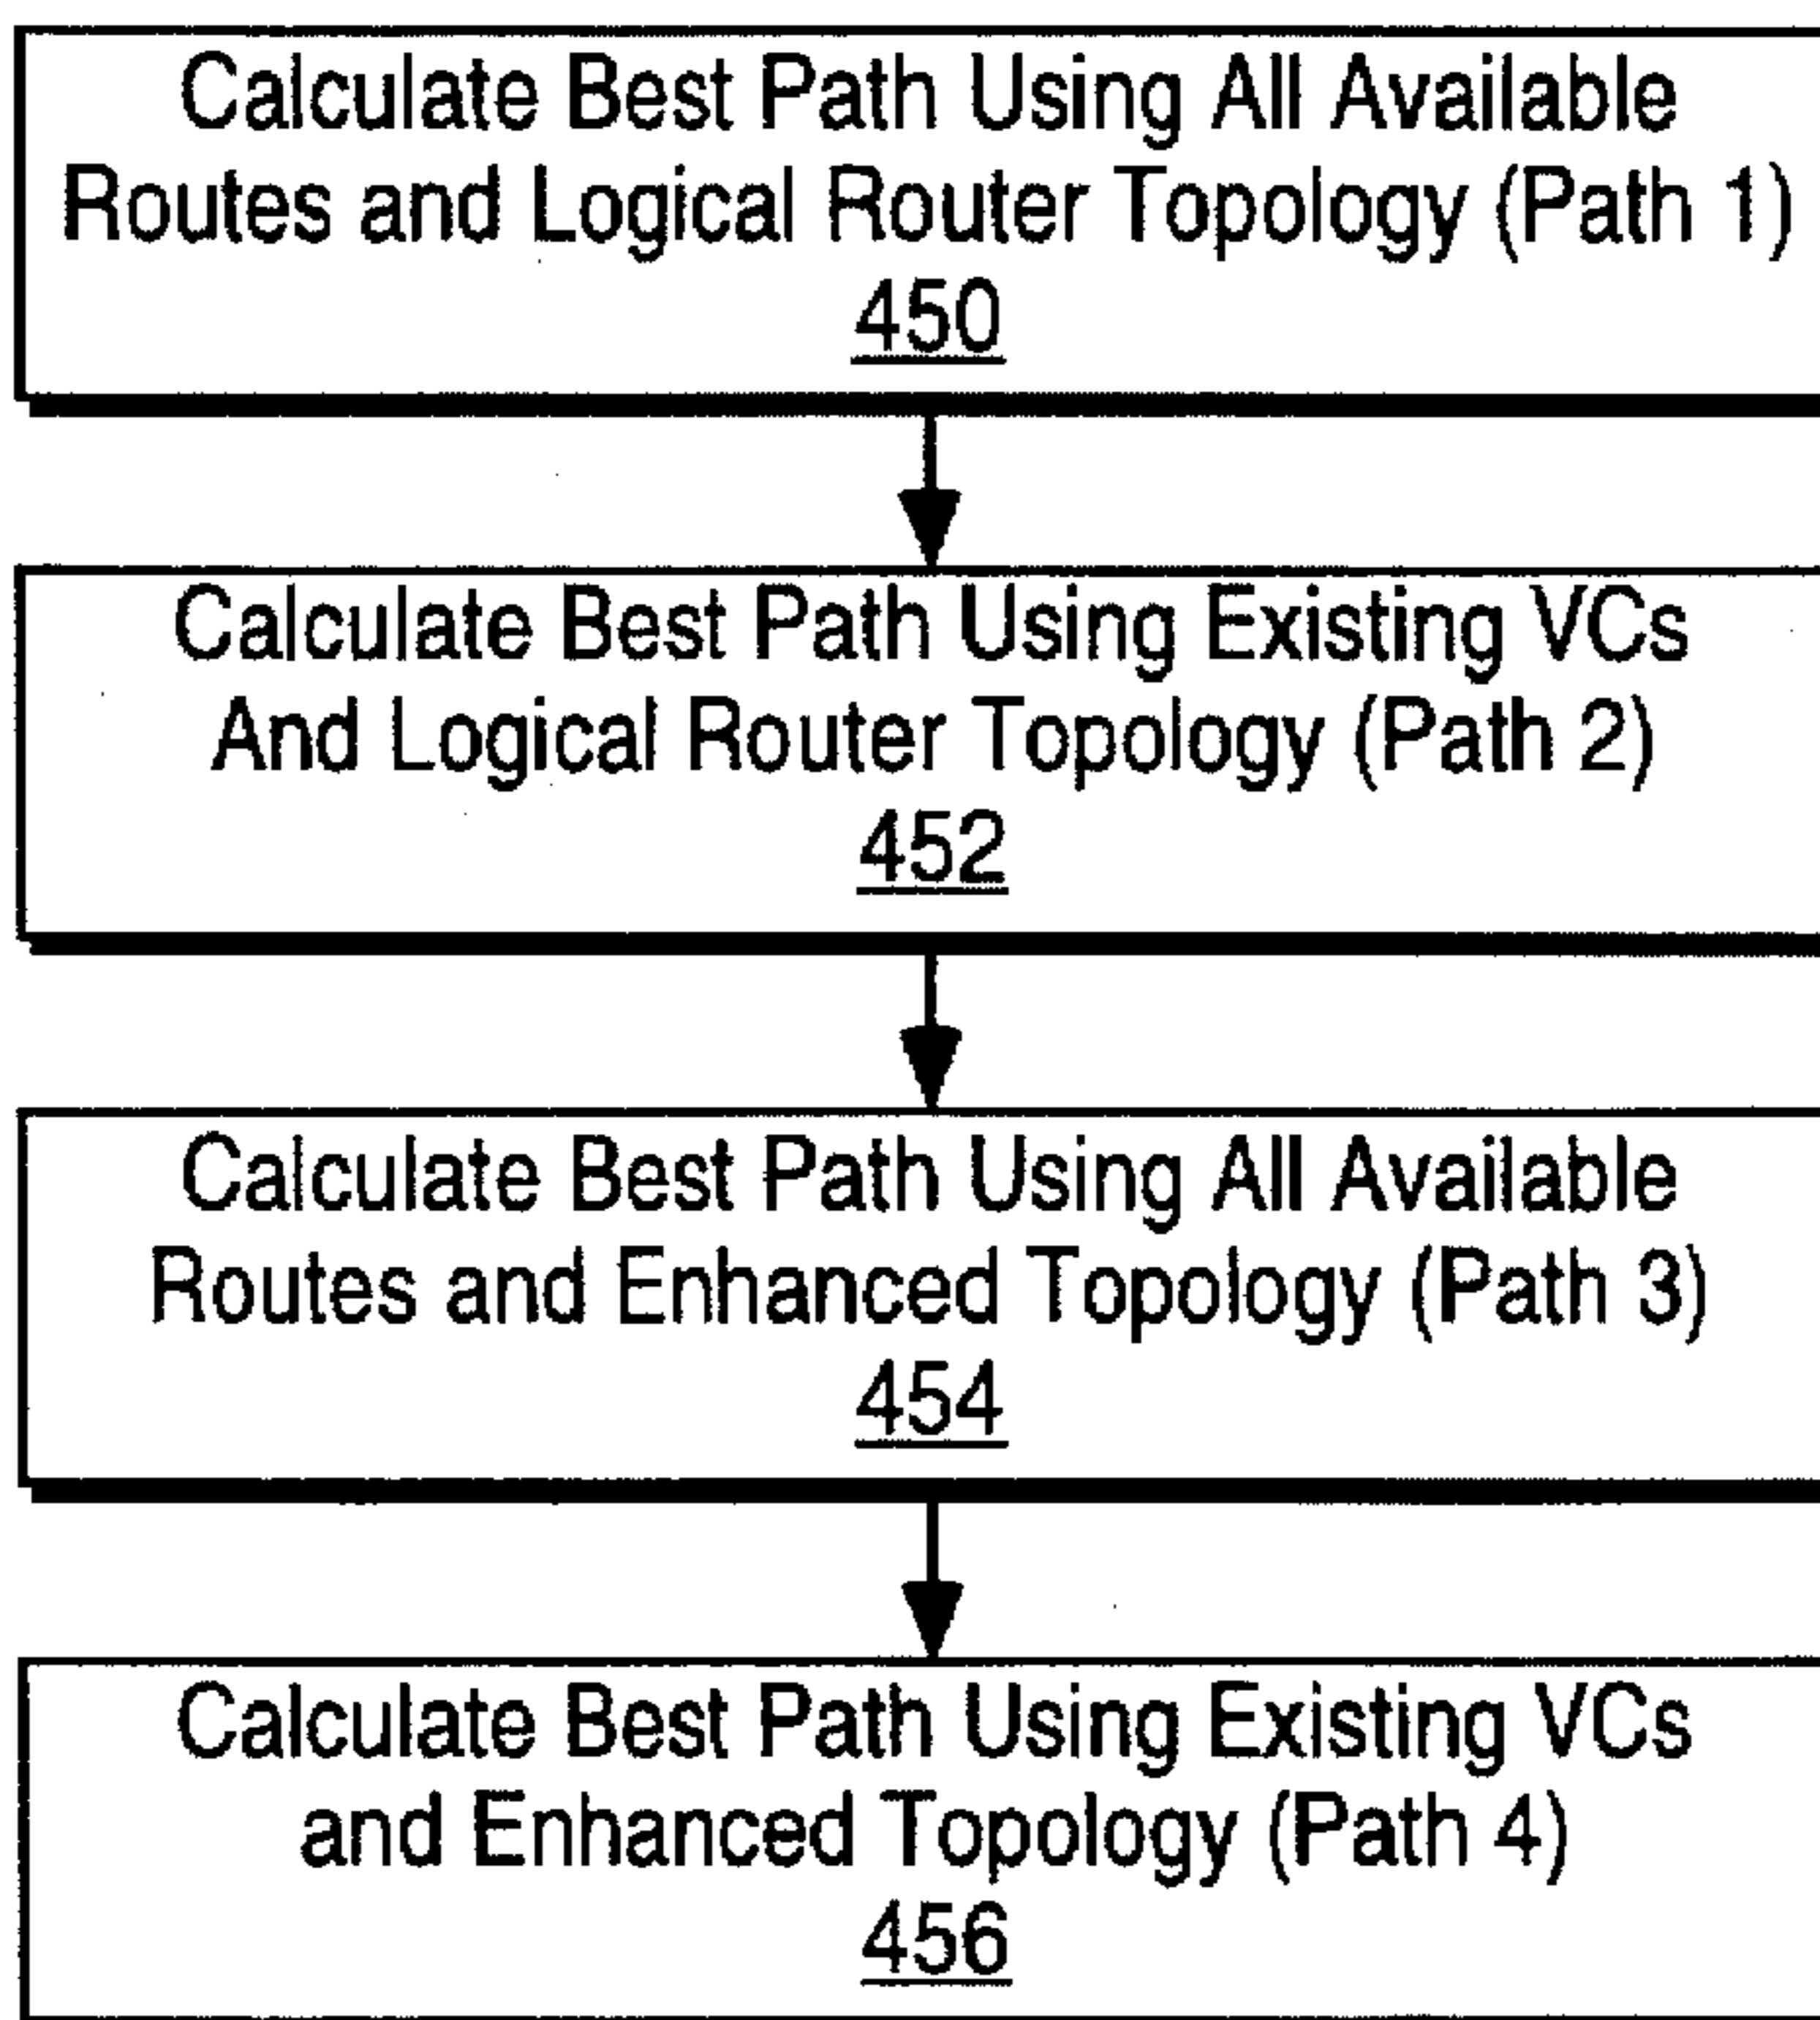 Calculate Best Path Using All Available
Routes and Logical Router Topology (Path 1)
450
Calculate Best Path Using Existing VCs
And Logical Router Topology (Path 2)
452
Calculate Best Path Using All Available
Routes and Enhanced Topology (Path 3)
454
Calculate Best Path Using Existing VCs
and Enhanced Topology (Path 4)
456